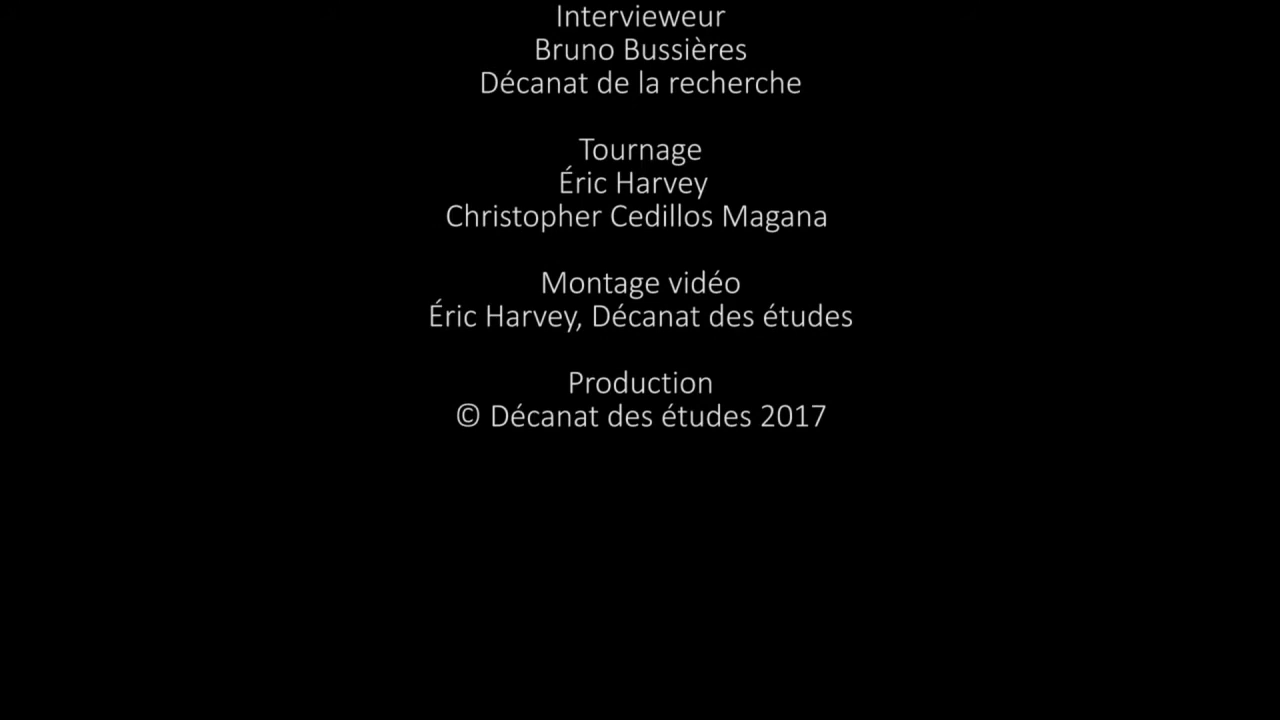 Intervieweur
Bruno Bussières
Décanat de la recherche
Tournage
Éric Harvey
Christopher Cedillos Magana
Montage vidéo
Éric Harvey, Décanat des études
Production
© Décanat des études 2017